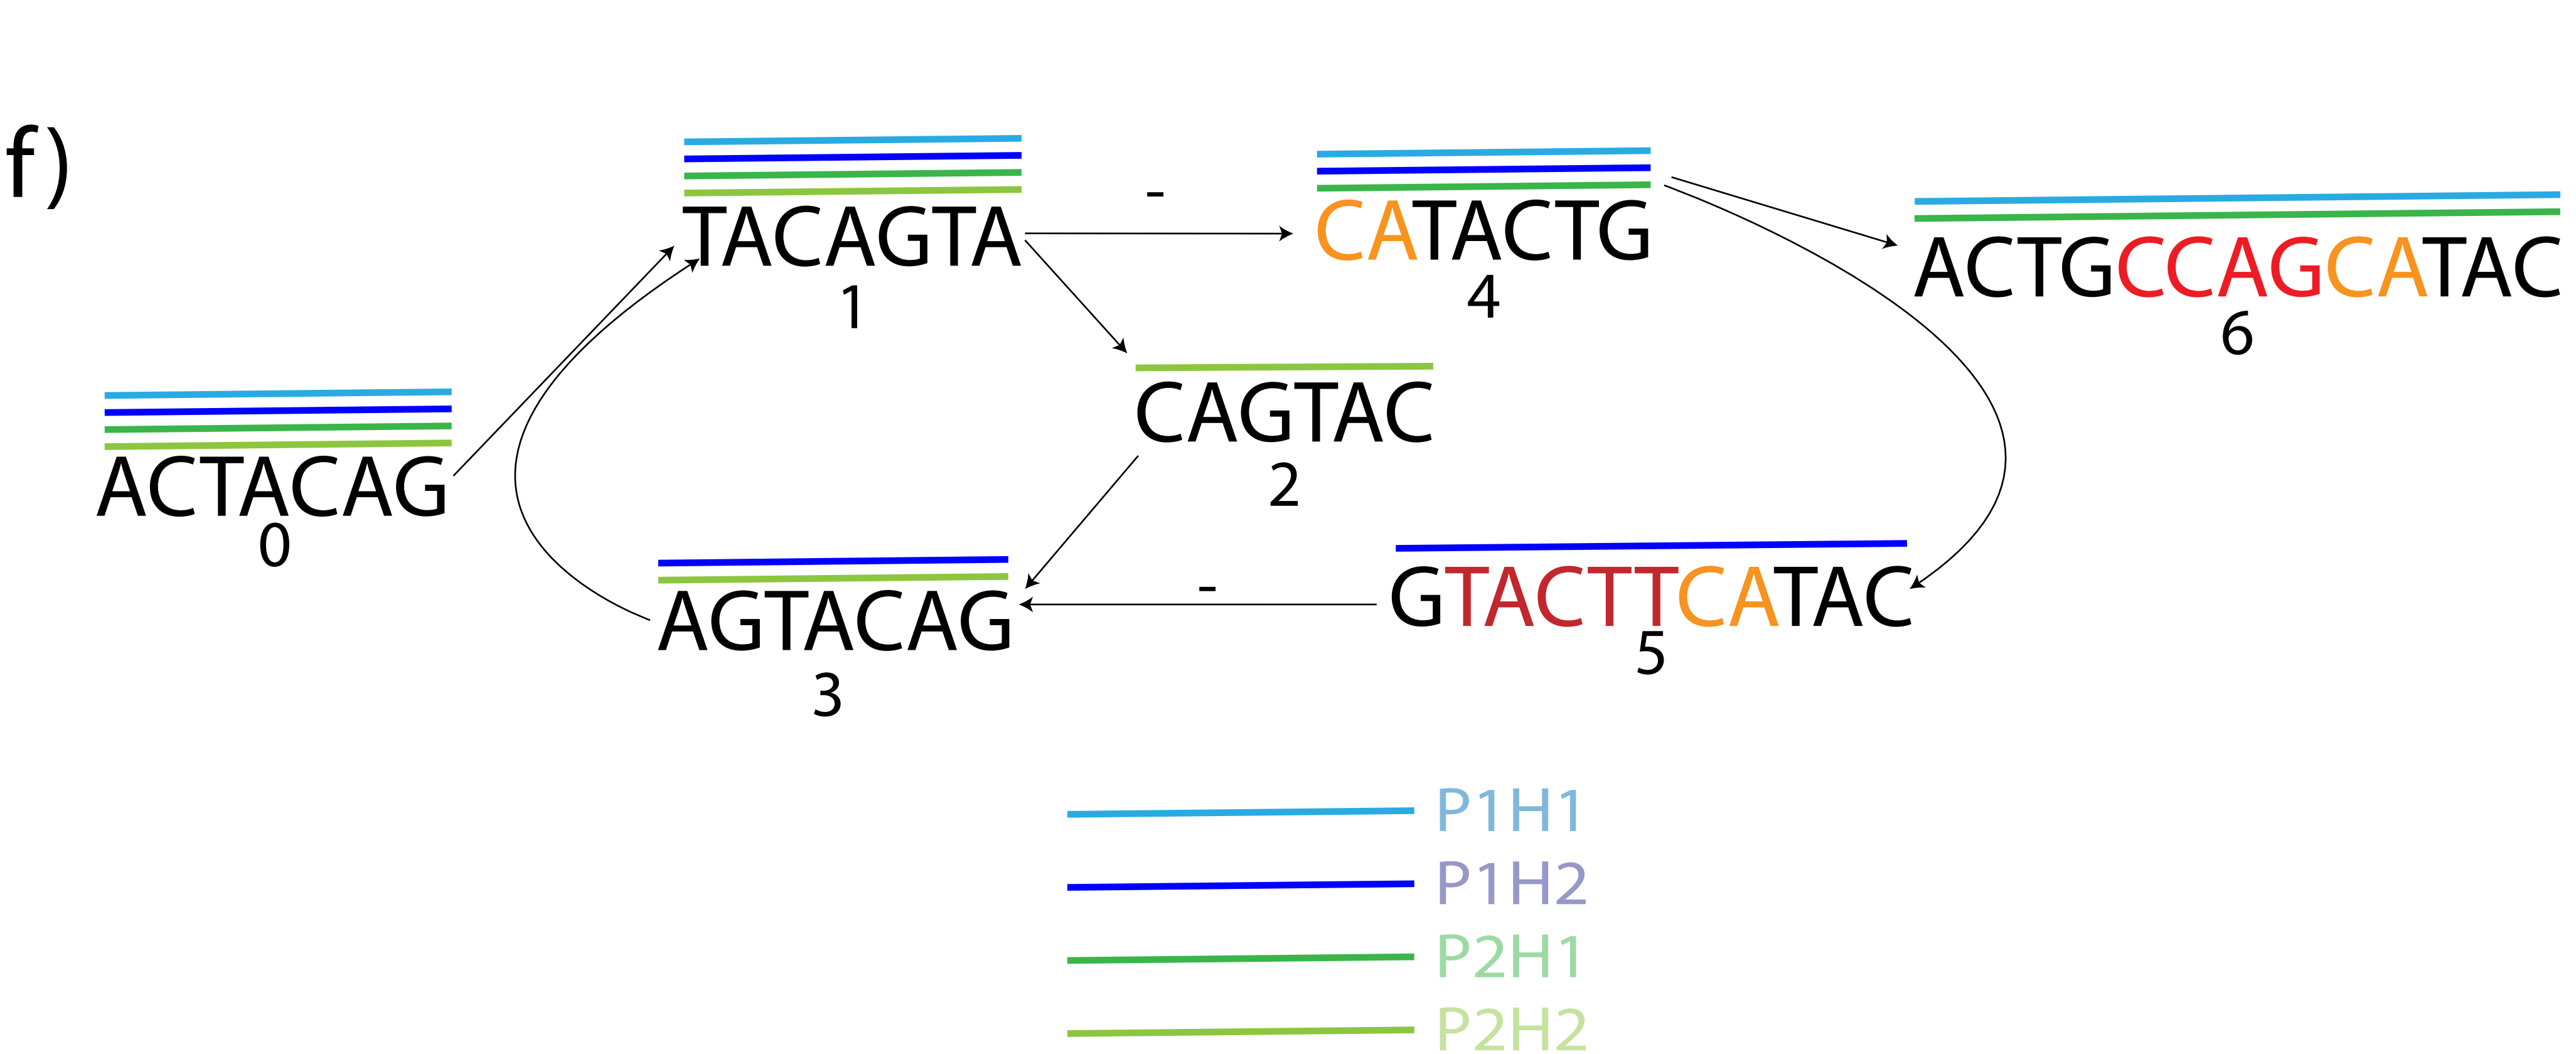 f)
TACAGTA
1
-
CATACTG
4
ACTGCCAGCATAC
6
CAGTAC
2
ACTACAG
0
AGTACAG
3
-
GTACTTCATAC
5
P1H1
P1H2
P2H1
P2H2